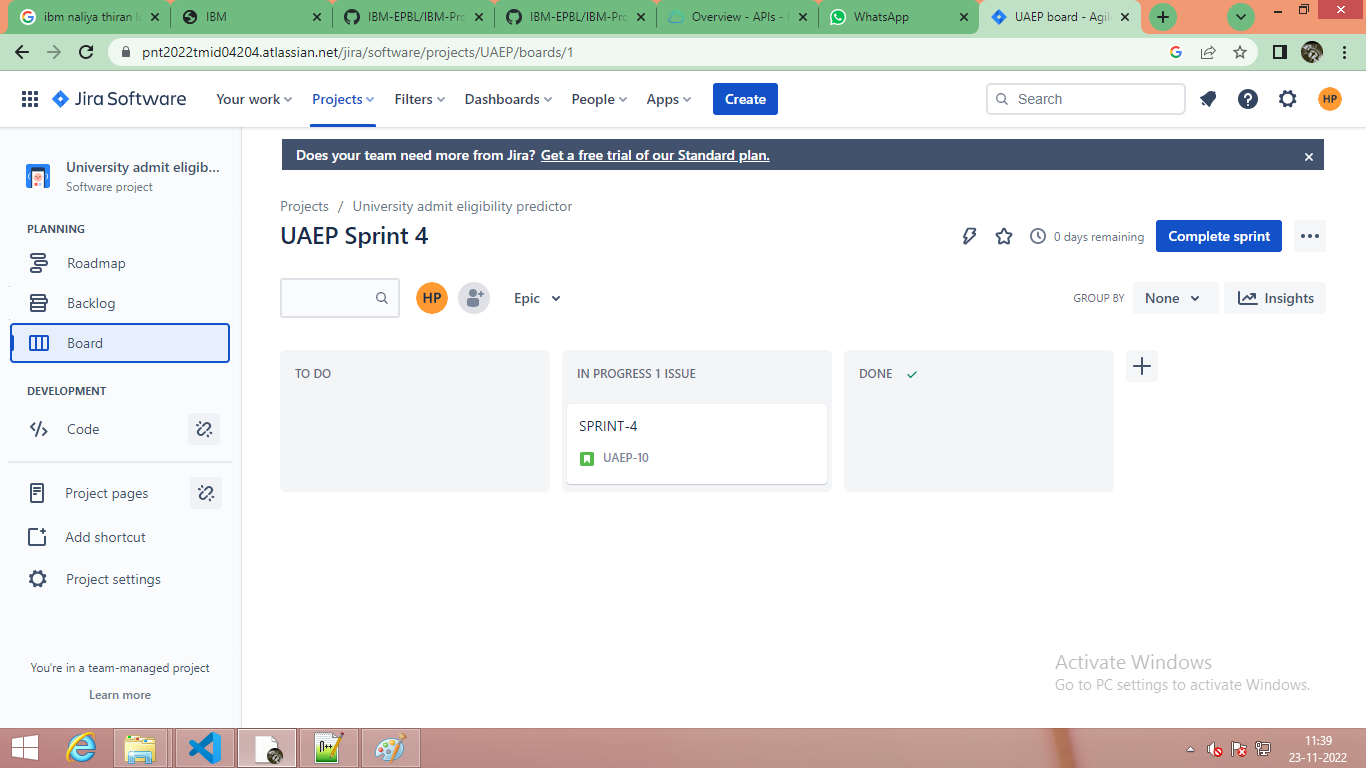 ibm naliya thiran
IBM
IBM-EPBL/IBM-Pro
IBM-EPBL/IBM-Pro
Overview - APIs -
WhatsApp
UAEP board - Agil
pnt2022tmid04204.atlassian.net/jira/software/projects/UAEP/boards/1
Jira Software
Your work
Projects
Filters
Dashboards
People
Apps
Create
Search
HP
University admit eligib...
Software project
PLANNING
Roadmap
Backlog
Board
DEVELOPMENT
Code
Project pages
Add shortcut
Project settings
You're in a team-managed project
Learn more
Does your team need more from Jira? Get a free trial of our Standard plan.
Projects / University admit eligibility predictor
UAEP Sprint 4
0 days remaining
Complete sprint
HP
Epic
GROUP BY
None
Insights
TO DO
IN PROGRESS 1 ISSUE
DONE
SPRINT-4
UAEP-10
Activate Windows
Go to PC settings to activate Windows.
11:39
23-11-2022